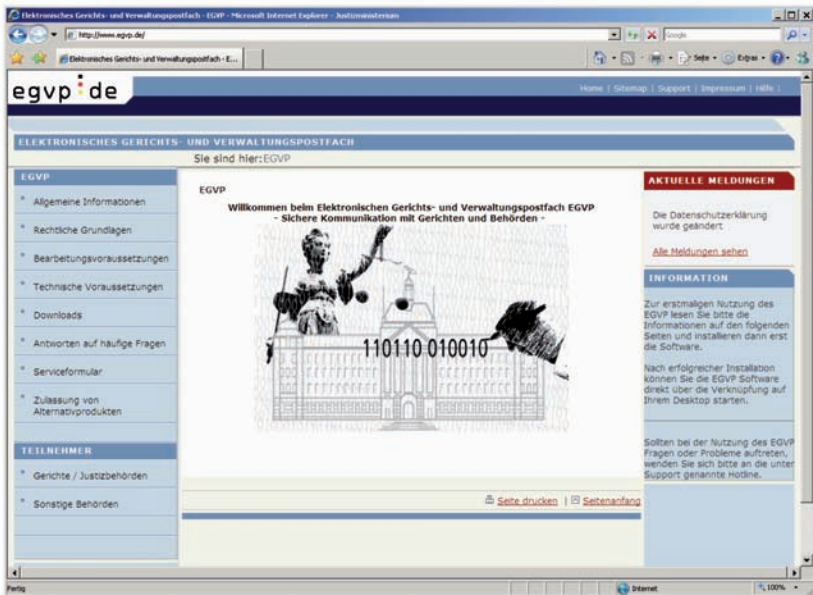 Elektronisches Gerichts- und Verwaltungspostfach - EGVP - Microsoft Internet Explorer - Justizministerium
http://www.egvp.de/
Google
Elektronisches Gerichts- und Verwaltungspostfach - E...
Seite
Extras
egvp de
Home | Sitemap | Support | Impressum | Hilfe |
ELEKTRONISCHES GERICHTS- UND VERWALTUNGSPOSTFACH
Sie sind hier:EGVP
EGVP
Allgemeine Informationen
Rechtliche Grundlagen
Bearbeitungsvoraussetzungen
Technische Voraussetzungen
Downloads
Antworten auf häufige Fragen
Serviceformular
Zulassung von
Alternativprodukten
TEILNEHMER
Gerichte / Justizbehörden
Sonstige Behörden
EGVP
Willkommen beim Elektronischen Gerichts- und Verwaltungspostfach EGVP
- Sichere Kommunikation mit Gerichten und Behörden -
110110 010010
Seite drucken | Seitenanfang
AKTUELLE MELDUNGEN
Die Datenschutzerklärung
wurde geändert
Alle Meldungen sehen
INFORMATION
Zur erstmaligen Nutzung des
EGVP lesen Sie bitte die
Informationen auf den folgenden
Seiten und installieren dann erst
die Software.
Nach erfolgreicher Installation
können Sie die EGVP Software
direkt über die Verknüpfung auf
Ihrem Desktop starten.
Sollten bei der Nutzung des EGVP
Fragen oder Probleme auftreten,
wenden Sie sich bitte an die unter
Support genannte Hotline.
Fertig
Internet
100%